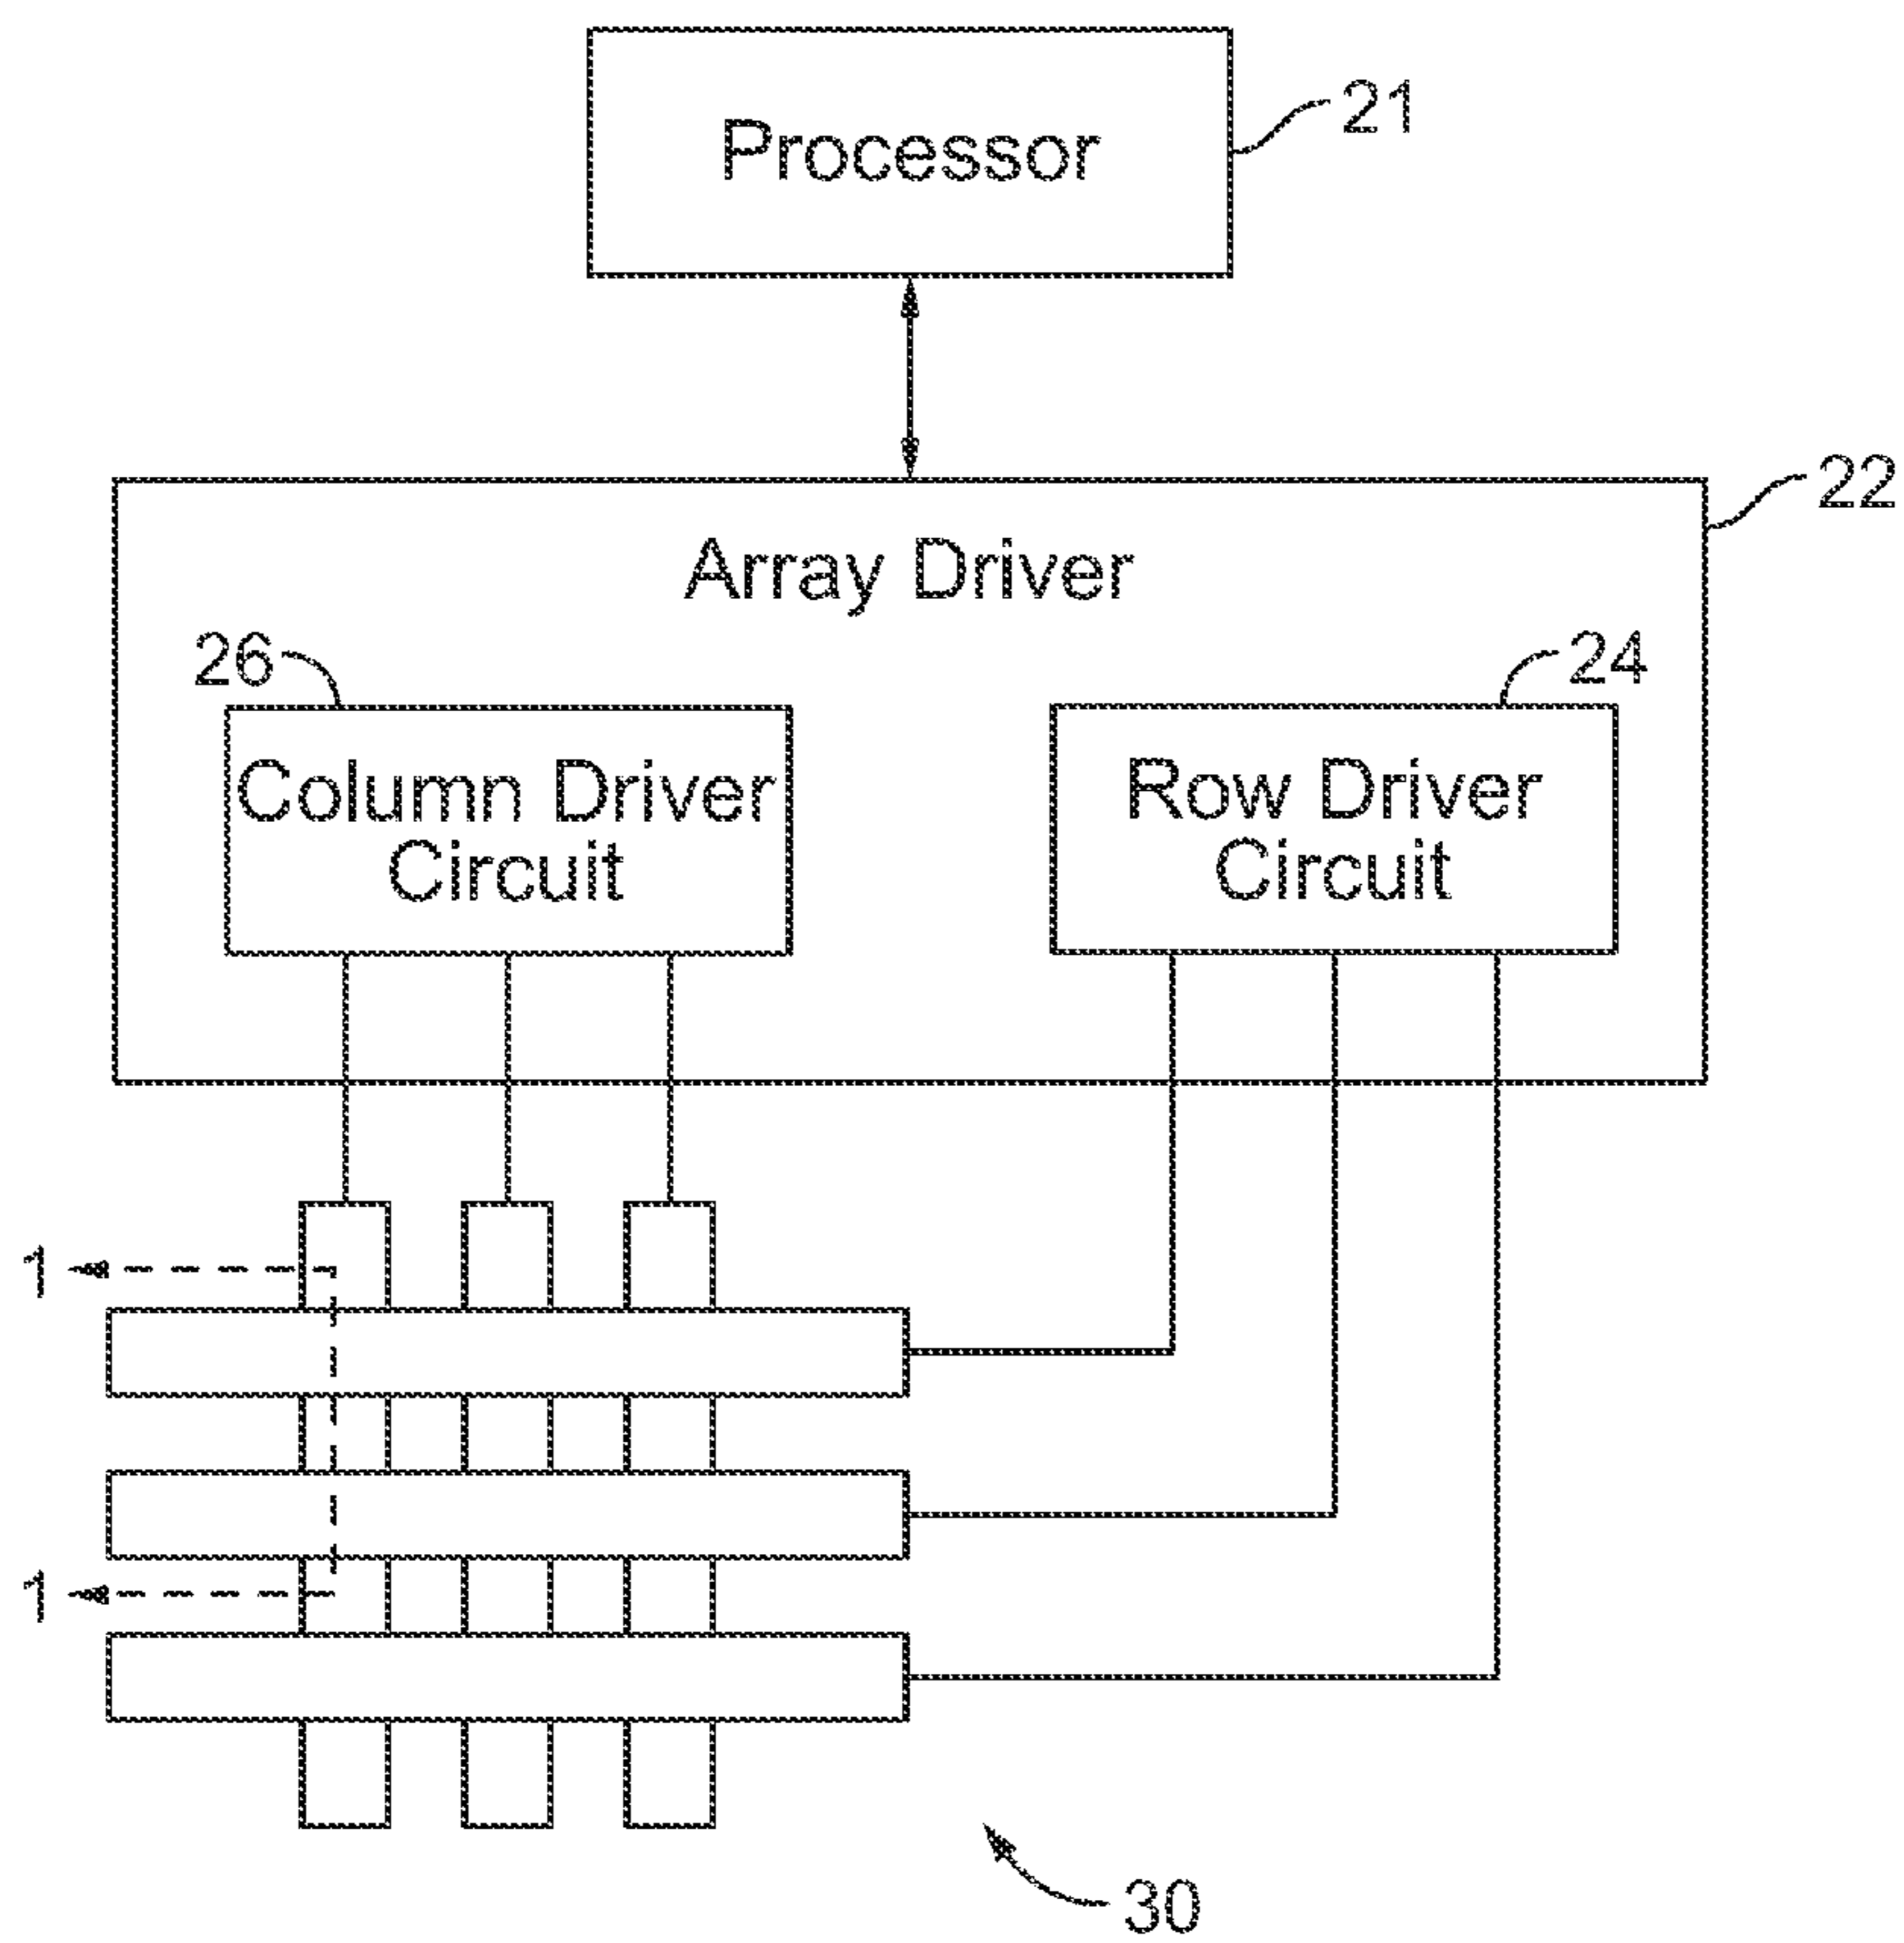 Processor
21
22
Array Driver
26
24
Column Driver
Circuit
Row Driver
Circuit
1
1
30